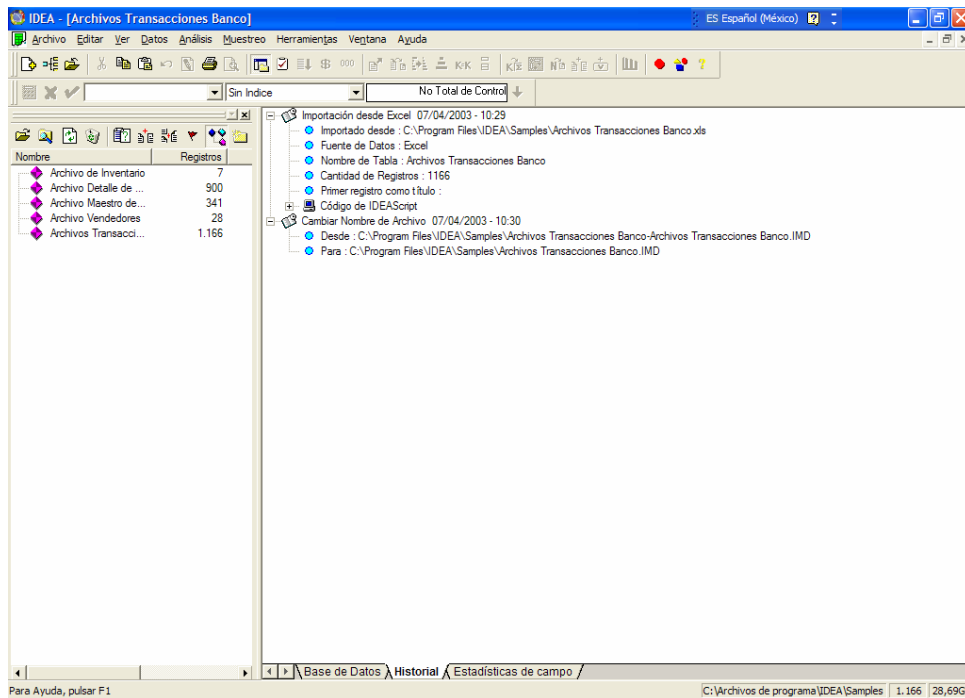 IDEA - [Archivos Transacciones Banco]
ES Español (México)
Archivo Editar Ver Datos Análisis Muestreo Herramientas Ventana Ayuda
Sin Indice
No Total de Control
Nombre Registros
Archivo de Inventario 7
Archivo Detalle de ... 900
Archivo Maestro de... 341
Archivo Vendedores 28
Archivos Transacci... 1.166
Importación desde Excel 07/04/2003 - 10:29
Importado desde : C:\Program Files\IDEA\Samples\Archivos Transacciones Banco.xls
Fuente de Datos : Excel
Nombre de Tabla : Archivos Transacciones Banco
Cantidad de Registros : 1166
Primer registro como título :
Código de IDEAScript
Cambiar Nombre de Archivo 07/04/2003 - 10:30
Desde : C:\Program Files\IDEA\Samples\Archivos Transacciones Banco-Archivos Transacciones Banco.IMD
Para : C:\Program Files\IDEA\Samples\Archivos Transacciones Banco.IMD
Base de Datos Historial Estadísticas de campo
Para Ayuda, pulsar F1
C:\Archivos de programa\IDEA\Samples 1.166 28,69G